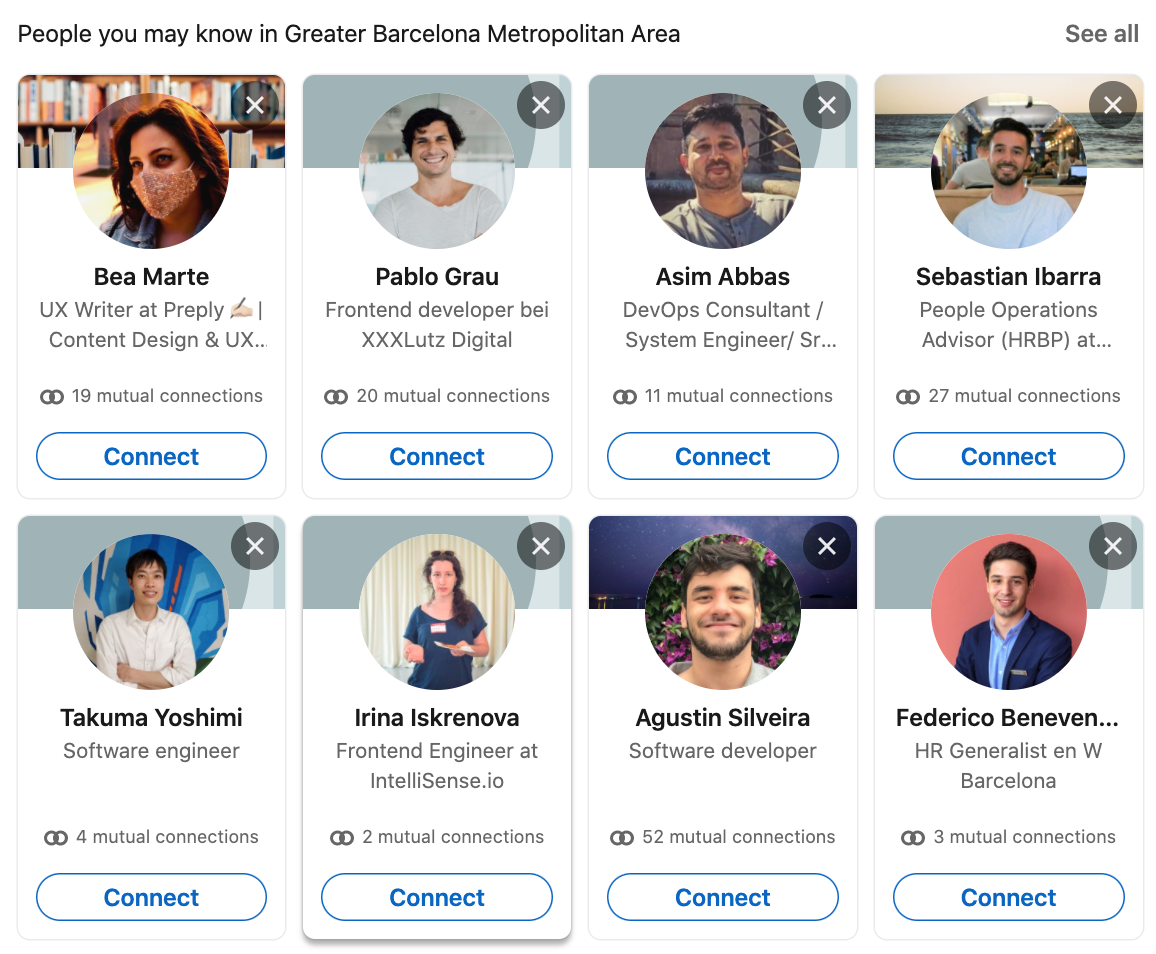 People you may know in Greater Barcelona Metropolitan Area
See all
Bea Marte
UX Writer at Preply ✍🏻 |
Content Design & UX...
19 mutual connections
Connect
Pablo Grau
Frontend developer bei
XXXLutz Digital
20 mutual connections
Connect
Asim Abbas
DevOps Consultant /
System Engineer/ Sr...
11 mutual connections
Connect
Sebastian Ibarra
People Operations
Advisor (HRBP) at...
27 mutual connections
Connect
Takuma Yoshimi
Software engineer
4 mutual connections
Connect
Irina Iskrenova
Frontend Engineer at
IntelliSense.io
2 mutual connections
Connect
Agustin Silveira
Software developer
52 mutual connections
Connect
Federico Beneven...
HR Generalist en W
Barcelona
3 mutual connections
Connect